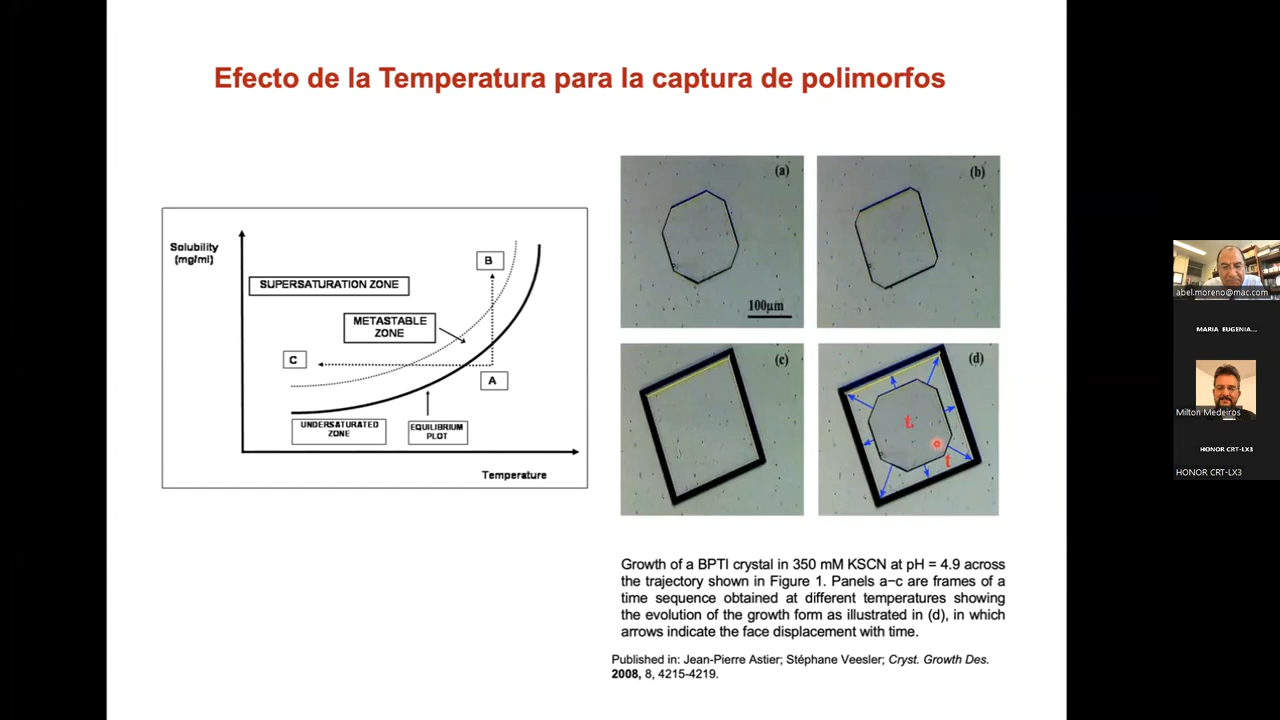 Efecto de la Temperatura para la captura de polimorfos
Solubility
(mg/ml)
B
SUPERSATURATION ZONE
METASTABLE
ZONE
C
A
UNDERSATURATED
ZONE
EQUILIBRIUM
PLOT
Temperature
(a)
100µm
(b)
(c)
(d)
t.
t
Growth of a BPTI crystal in 350 mM KSCN at pH = 4.9 across
the trajectory shown in Figure 1. Panels a−c are frames of a
time sequence obtained at different temperatures showing
the evolution of the growth form as illustrated in (d), in which
arrows indicate the face displacement with time.
Published in: Jean-Pierre Astier; Stéphane Veesler; Cryst. Growth Des.
2008, 8, 4215-4219.
abel.moreno@mac.com
MARIA EUGENIA...
Milton Medeiros
HONOR CRT-LX3
HONOR CRT-LX3